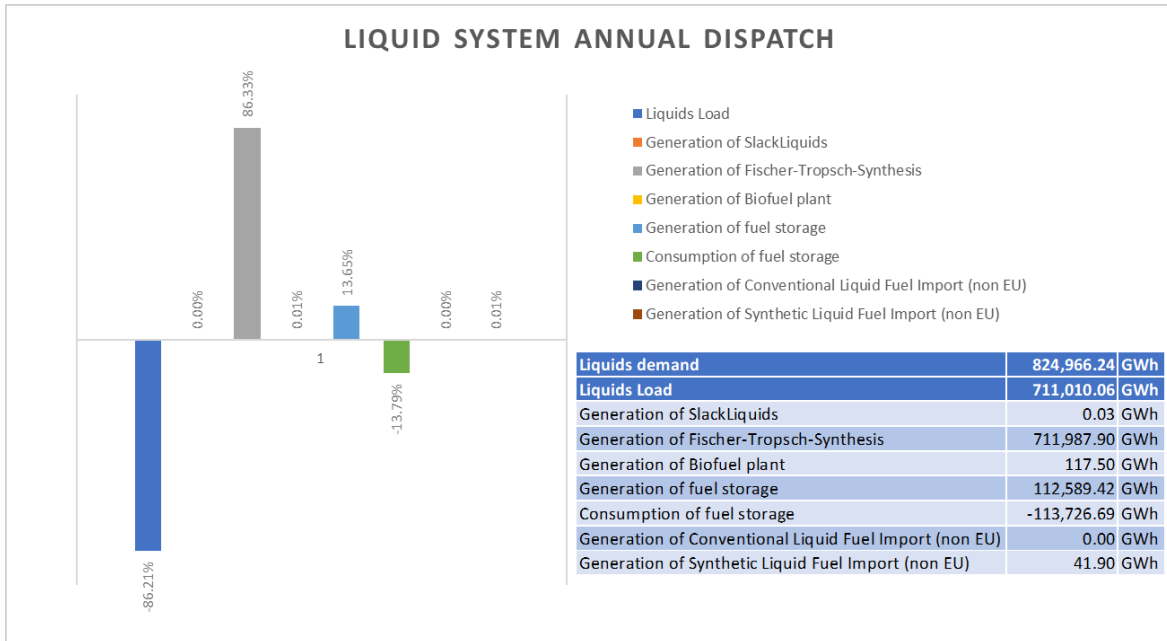 LIQUID SYSTEM ANNUAL DISPATCH
86.33%
0.00%
0.01%
13.65%
0.00%
0.01%
1
-86.21%
-13.79%
Liquids Load
Generation of SlackLiquids
Generation of Fischer-Tropsch-Synthesis
Generation of Biofuel plant
Generation of fuel storage
Consumption of fuel storage
Generation of Conventional Liquid Fuel Import (non EU)
Generation of Synthetic Liquid Fuel Import (non EU)
Liquids demand 824,966.24 GWh
Liquids Load 711,010.06 GWh
Generation of SlackLiquids 0.03 GWh
Generation of Fischer-Tropsch-Synthesis 711,987.90 GWh
Generation of Biofuel plant 117.50 GWh
Generation of fuel storage 112,589.42 GWh
Consumption of fuel storage -113,726.69 GWh
Generation of Conventional Liquid Fuel Import (non EU) 0.00 GWh
Generation of Synthetic Liquid Fuel Import (non EU) 41.90 GWh